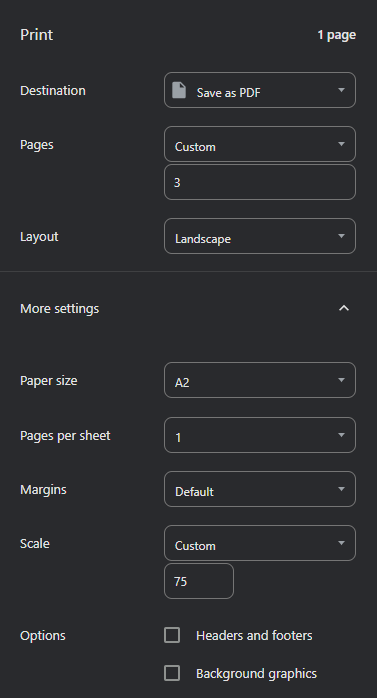 Print 1 page
Destination Save as PDF
Pages Custom
3
Layout Landscape
More settings
Paper size A2
Pages per sheet 1
Margins Default
Scale Custom
75
Options Headers and footers
Background graphics